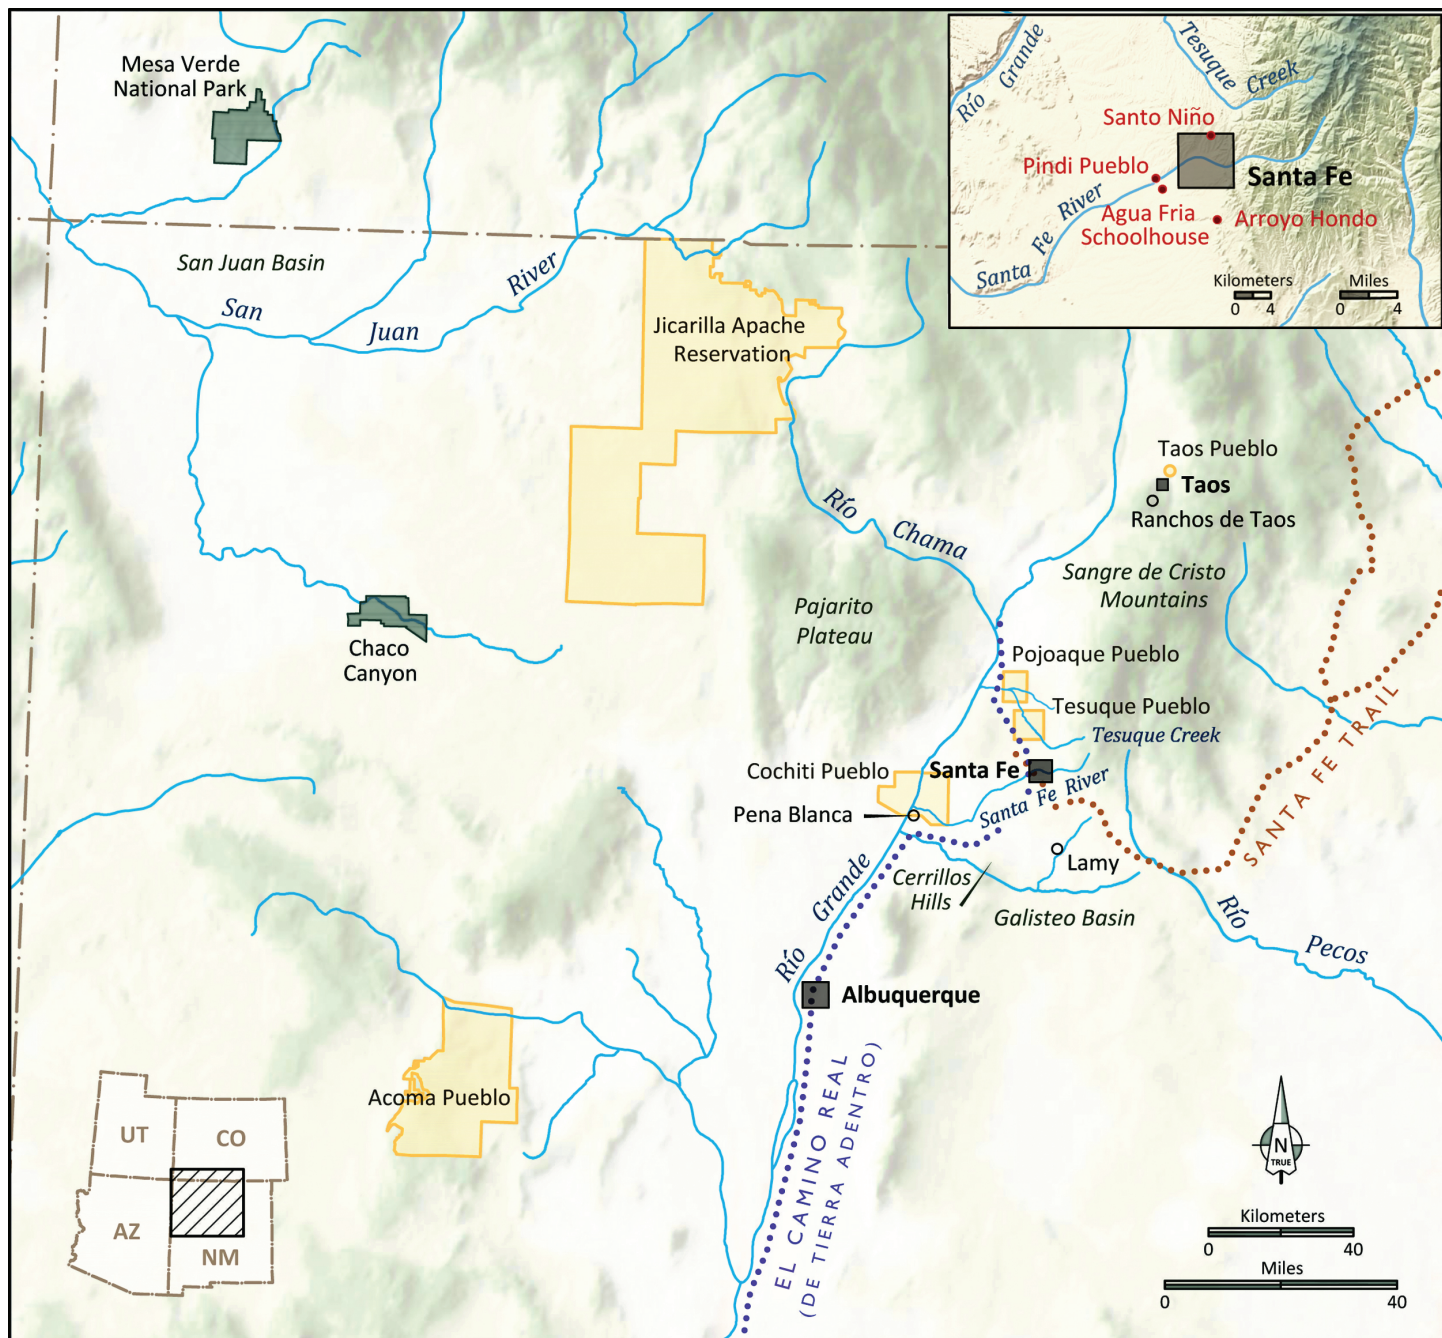 Mesa Verde
National Park
San Juan Basin
San
Juan
River
Jicarilla Apache
Reservation
Río Grande
Tesuque
Creek
Santo Niño
Pindi Pueblo
Santa Fe
Agua Fria
Schoolhouse
Arroyo Hondo
Santa Fe River
Kilometers
0 4
Miles
0 4
Taos Pueblo
Taos
Ranchos de Taos
Río
Chama
Sangre de Cristo
Mountains
Pajarito
Plateau
Chaco
Canyon
Pojoaque Pueblo
Tesuque Pueblo
Tesuque Creek
Santa Fe
Cochiti Pueblo
Santa Fe River
Pena Blanca
SANTA FE TRAIL
Lamy
Cerrillos
Hills
Galisteo Basin
Río Grande
Río
Pecos
Albuquerque
Acoma Pueblo
EL CAMINO REAL
(DE TIERRA ADENTRO)
UT
CO
AZ
NM
N
TRUE
Kilometers
0 40
Miles
0 40